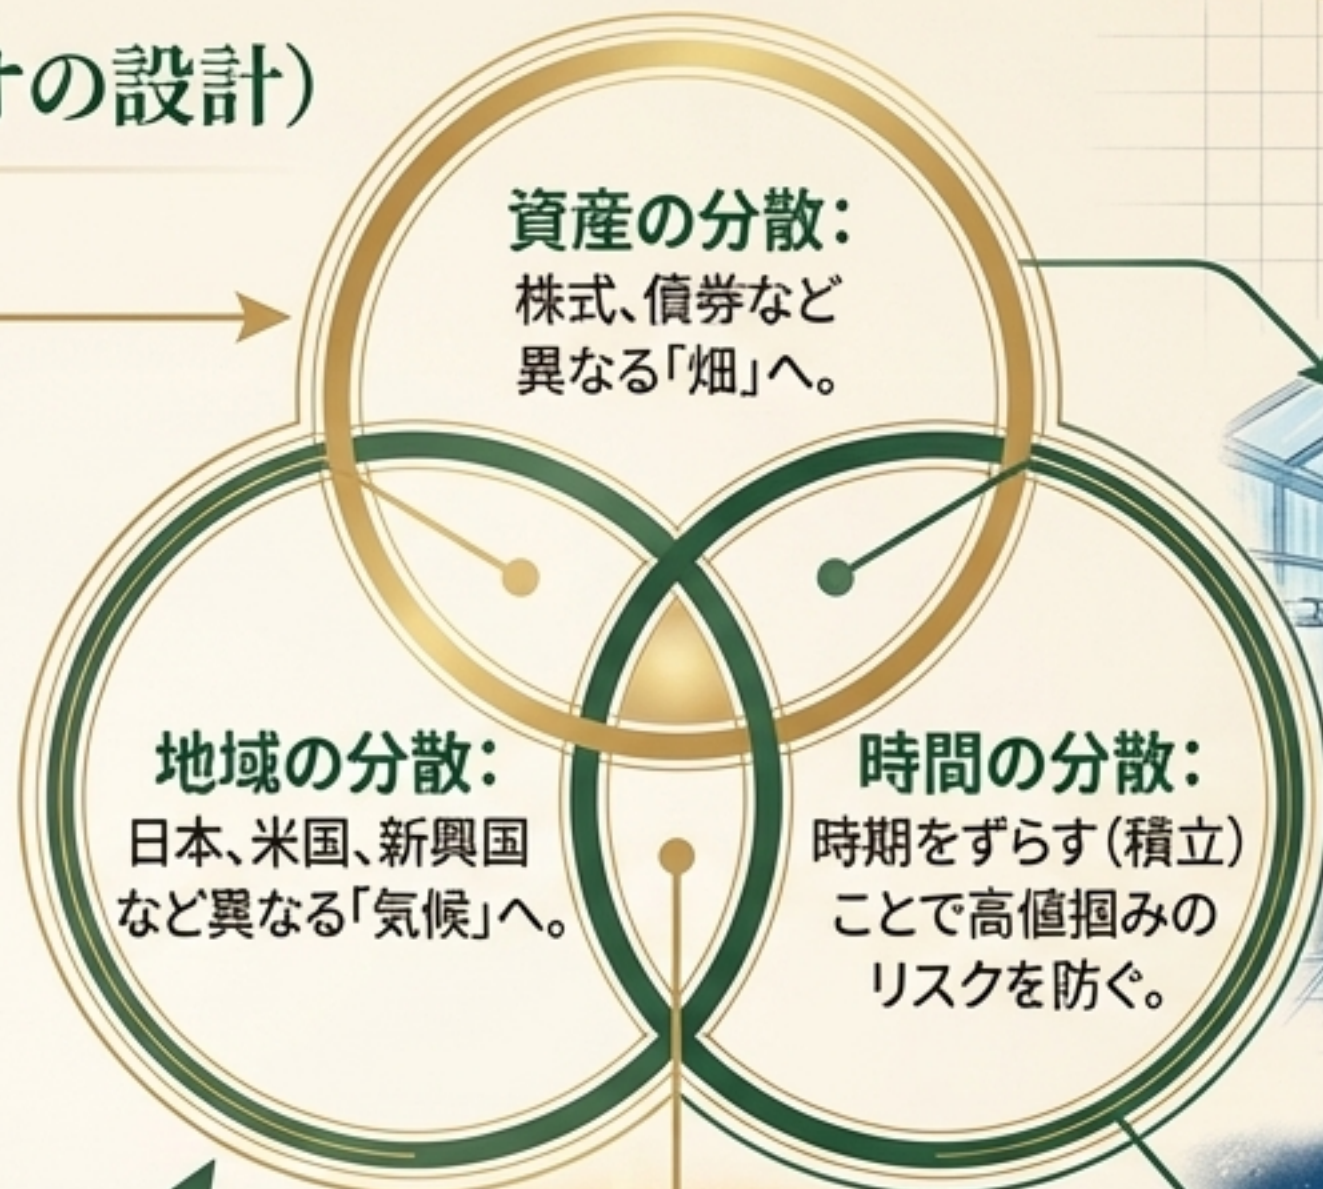 すの設計）
資産の分散：
株式、債券など
異なる「畑」へ。
地域の分散：
日本、米国、新興国
など異なる「気候」へ。
時間の分散：
時期をずらす（積立）
ことで高値掴みの
リスクを防ぐ。